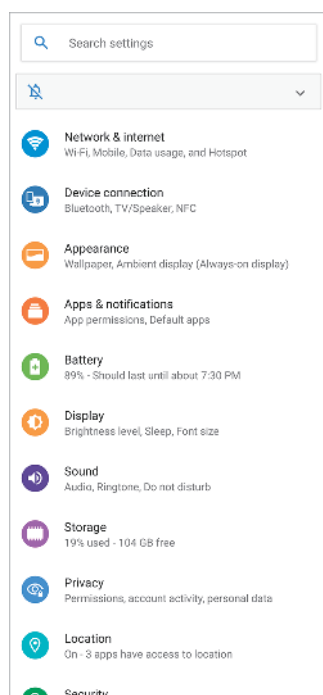 Search settings
Network & internet
Wi-Fi, Mobile, Data usage, and Hotspot
Device connection
Bluetooth, TV/Speaker, NFC
Appearance
Wallpaper, Ambient display (Always-on display)
Apps & notifications
App permissions, Default apps
Battery
89% - Should last until about 7:30 PM
Display
Brightness level, Sleep, Font size
Sound
Audio, Ringtone, Do not disturb
Storage
19% used - 104 GB free
Privacy
Permissions, account activity, personal data
Location
On - 3 apps have access to location
Security